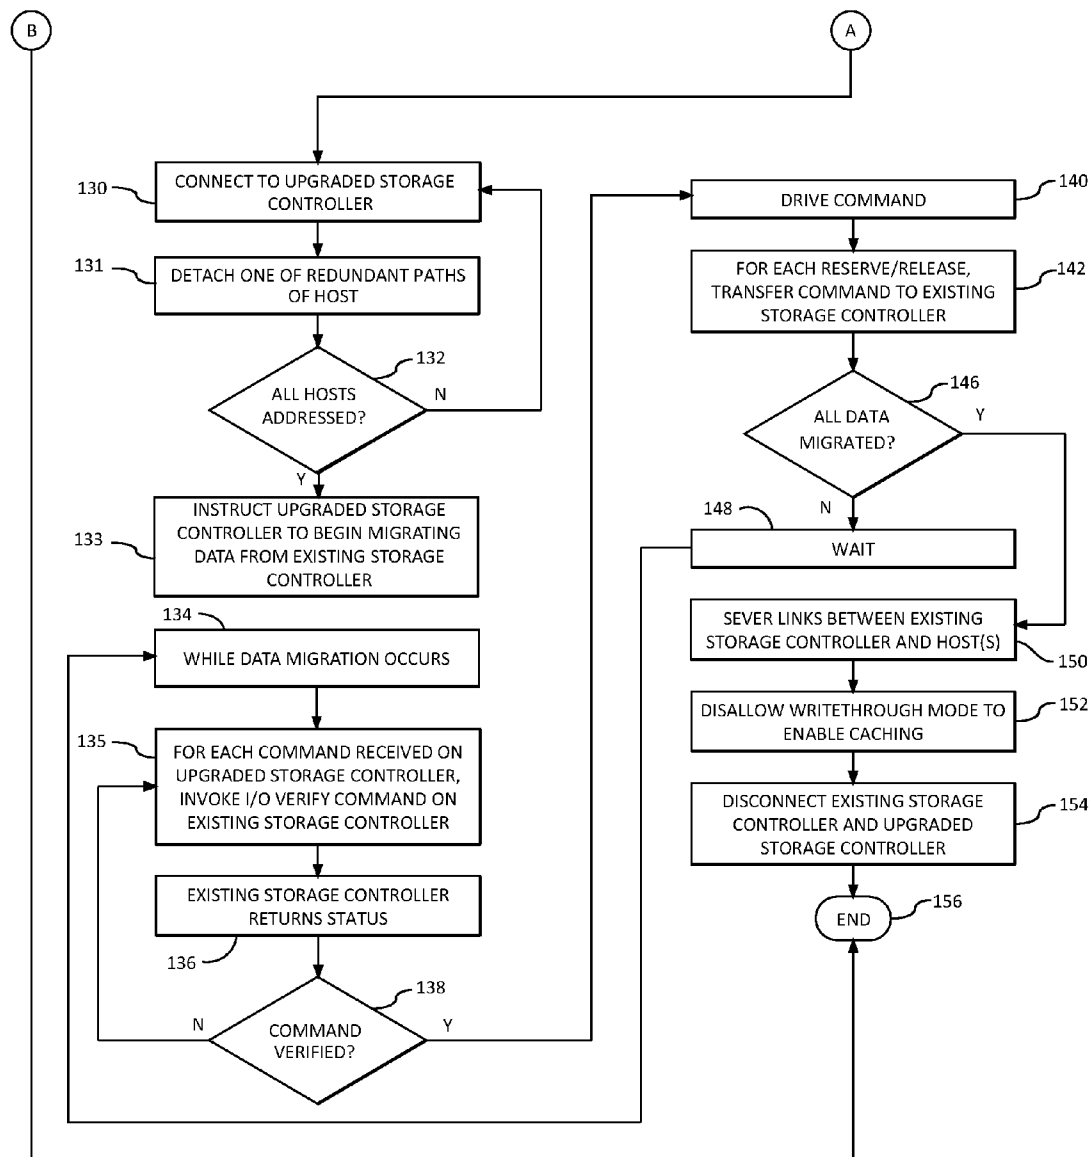 B
A
130
CONNECT TO UPGRADED STORAGE
CONTROLLER
131
DETACH ONE OF REDUNDANT PATHS
OF HOST
132
ALL HOSTS
ADDRESSED?
N
Y
133
INSTRUCT UPGRADED STORAGE
CONTROLLER TO BEGIN MIGRATING
DATA FROM EXISTING STORAGE
CONTROLLER
134
WHILE DATA MIGRATION OCCURS
135
FOR EACH COMMAND RECEIVED ON
UPGRADED STORAGE CONTROLLER,
INVOKE I/O VERIFY COMMAND ON
EXISTING STORAGE CONTROLLER
EXISTING STORAGE CONTROLLER
RETURNS STATUS
136
138
N
COMMAND
VERIFIED?
Y
DRIVE COMMAND
140
FOR EACH RESERVE/RELEASE,
TRANSFER COMMAND TO EXISTING
STORAGE CONTROLLER
142
146
ALL DATA
MIGRATED?
Y
N
148
WAIT
SEVER LINKS BETWEEN EXISTING
STORAGE CONTROLLER AND HOST(S)
150
DISALLOW WRITETHROUGH MODE TO
ENABLE CACHING
152
DISCONNECT EXISTING STORAGE
CONTROLLER AND UPGRADED
STORAGE CONTROLLER
154
END
156